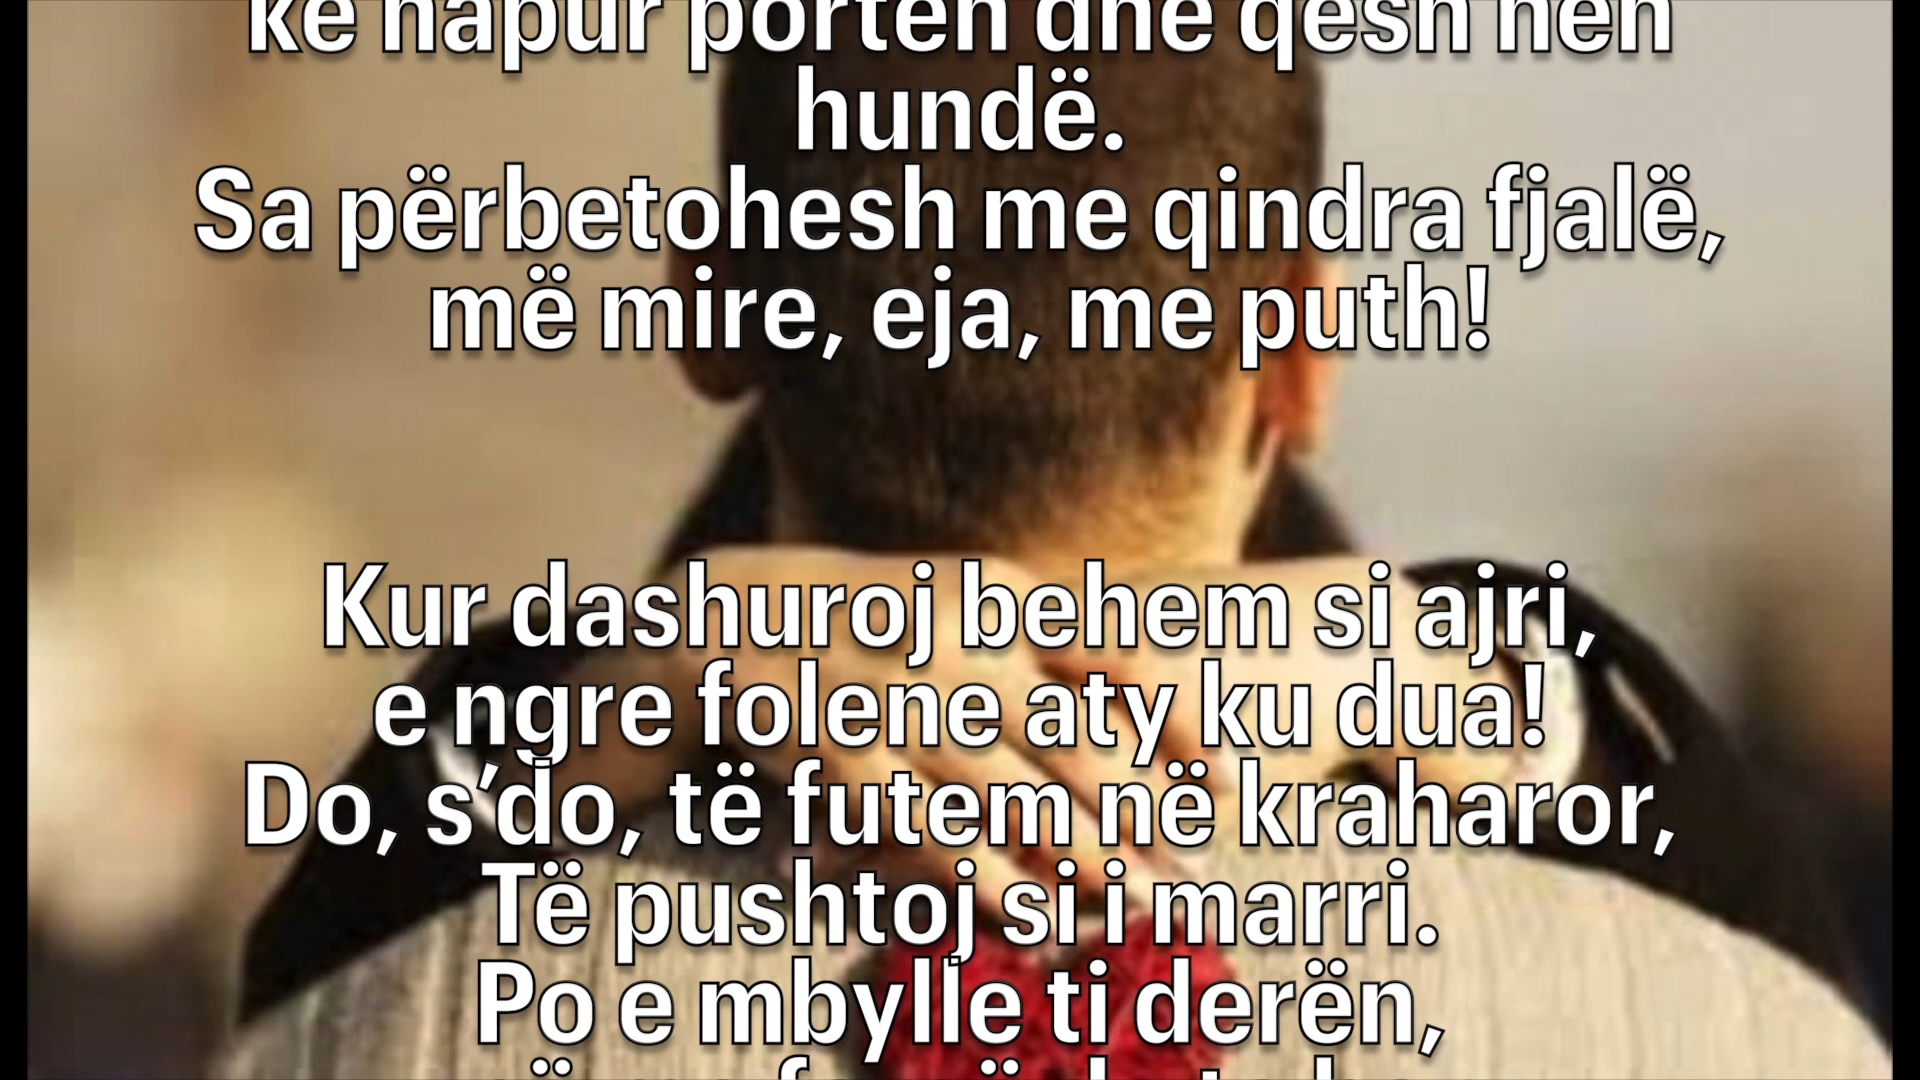 ke hapur portën dhe qesh nën
hundë.
Sa përbetohesh me qindra fjalë,
më mire, eja, me puth!
Kur dashuroj behem si ajri,
e ngre folene aty ku dua!
Do, s’do, të futem në kraharor,
Të pushtoj si i marri.
Po e mbylle ti derën,